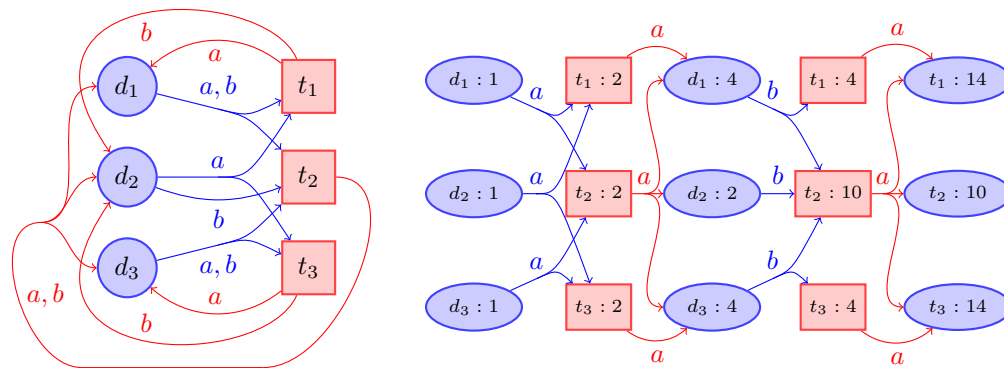 b
a
d₁
a, b
t₁
d₂
a
t₂
b
d₃
a, b
t₃
a
a, b
b
a
a
d₁ : 1
a
t₁ : 2
d₁ : 4
b
t₁ : 4
t₁ : 14
d₂ : 1
a
t₂ : 2
a
d₂ : 2
b
t₂ : 10
a
t₂ : 10
d₃ : 1
a
t₃ : 2
d₃ : 4
b
t₃ : 4
t₃ : 14
a
a